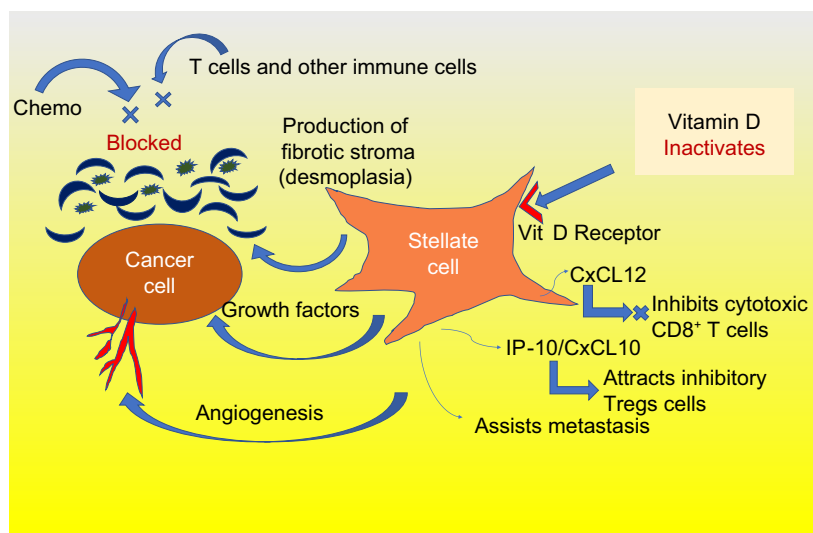 T cells and other immune cells
Chemo
Blocked
Production of
fibrotic stroma
(desmoplasia)
Vitamin D
Inactivates
Vit D Receptor
Stellate
cell
Cancer
cell
CxCL12
Inhibits cytotoxic
CD8⁺ T cells
Growth factors
IP-10/CxCL10
Attracts inhibitory
Tregs cells
Angiogenesis
Assists metastasis